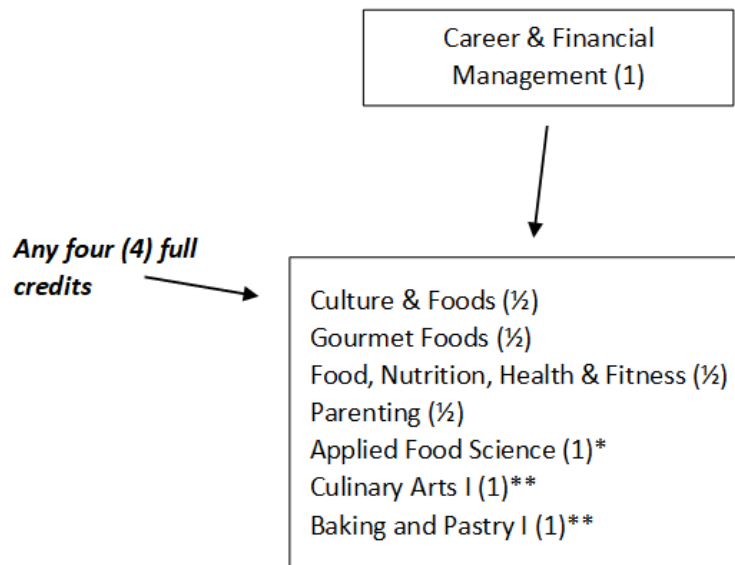 Career & Financial
Management (1)
Any four (4) full
credits
Culture & Foods (½)
Gourmet Foods (½)
Food, Nutrition, Health & Fitness (½)
Parenting (½)
Applied Food Science (1)*
Culinary Arts I (1)**
Baking and Pastry I (1)**